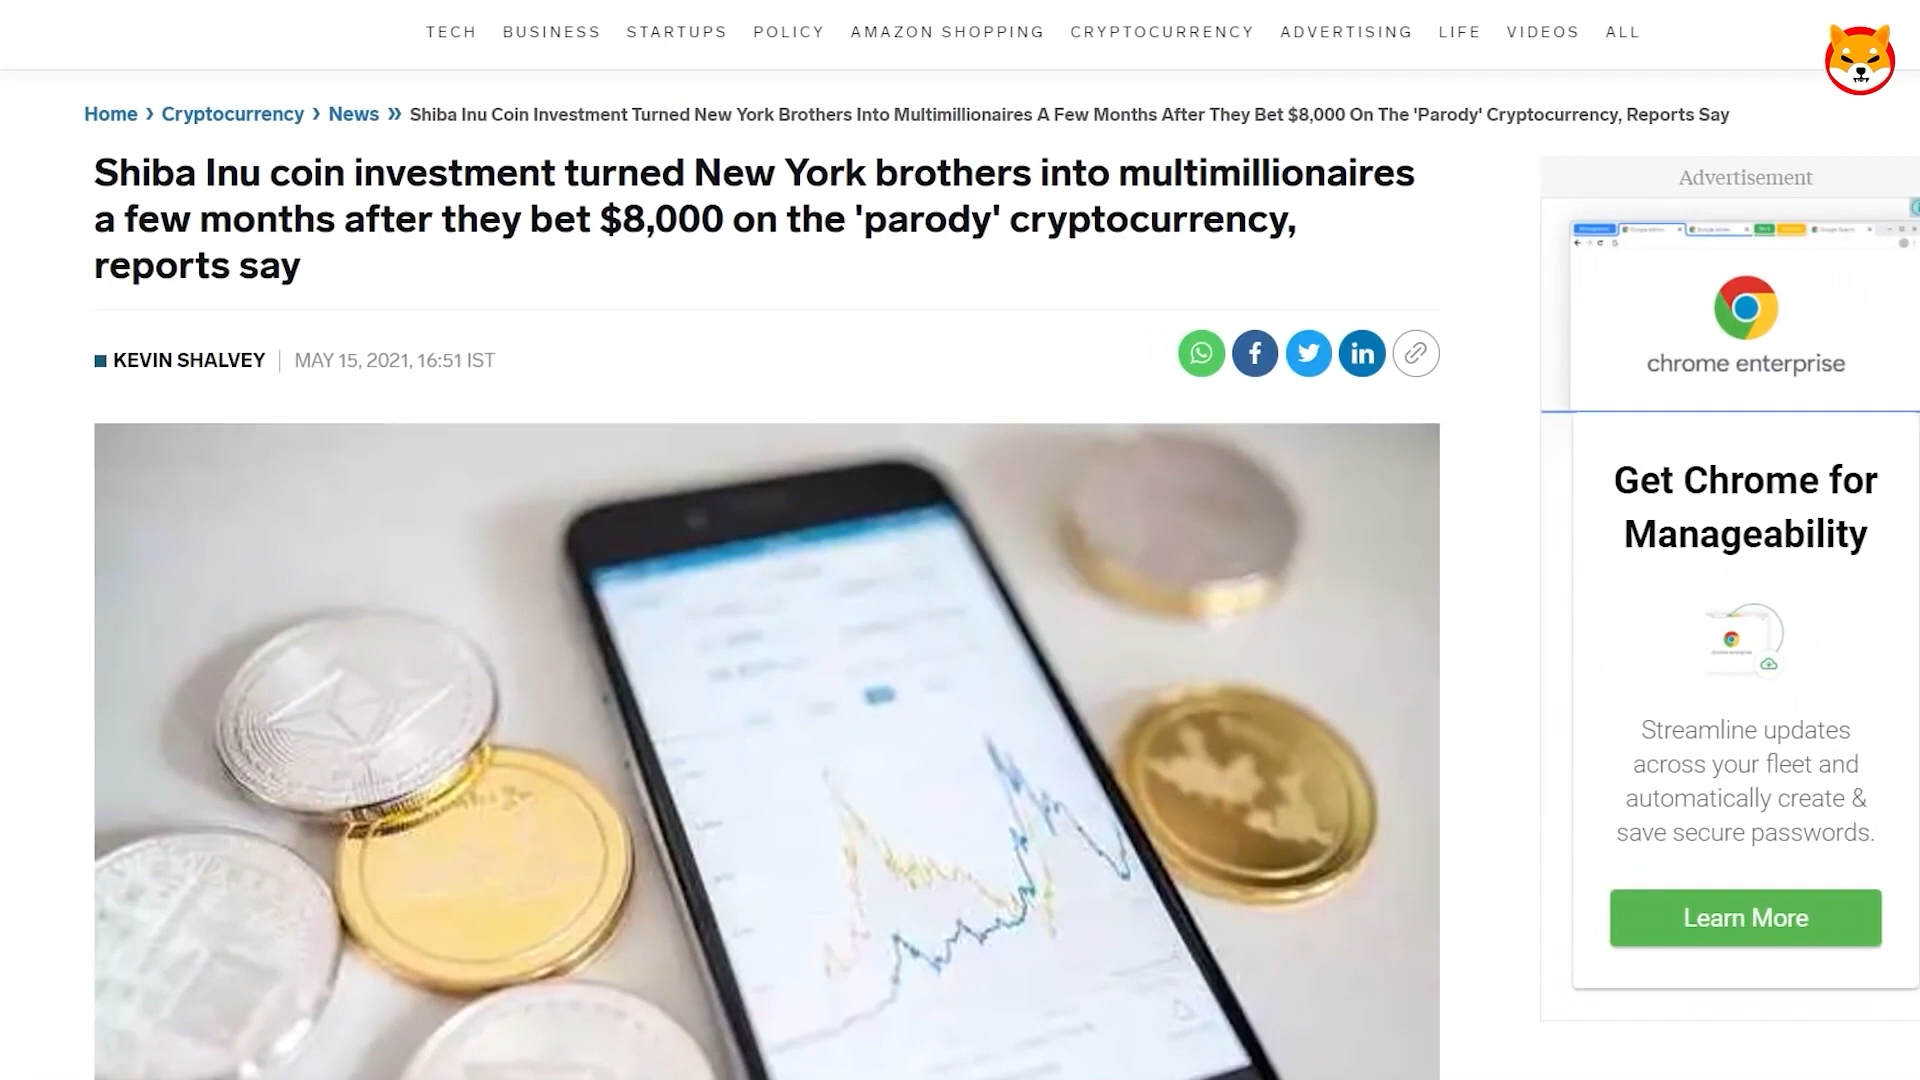 TECH BUSINESS STARTUPS POLICY AMAZON SHOPPING CRYPTOCURRENCY ADVERTISING LIFE VIDEOS ALL
Home › Cryptocurrency › News » Shiba Inu Coin Investment Turned New York Brothers Into Multimillionaires A Few Months After They Bet $8,000 On The 'Parody' Cryptocurrency, Reports Say
Shiba Inu coin investment turned New York brothers into multimillionaires
a few months after they bet $8,000 on the 'parody' cryptocurrency,
reports say
KEVIN SHALVEY | MAY 15, 2021, 16:51 IST
Advertisement
chrome enterprise
Get Chrome for
Manageability
Streamline updates
across your fleet and
automatically create &
save secure passwords.
Learn More